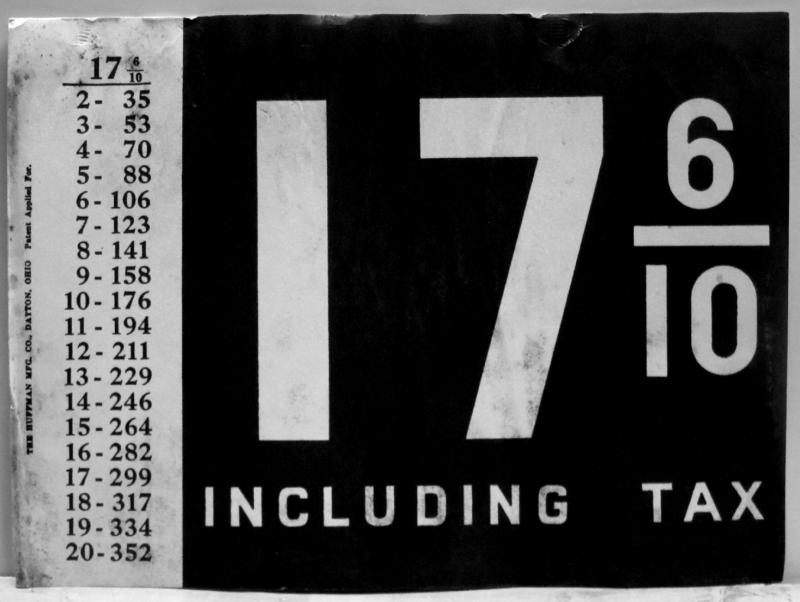 17 6/10
2 - 35
3 - 53
4 - 70
5 - 88
6 - 106
7 - 123
8 - 141
9 - 158
10 - 176
11 - 194
12 - 211
13 - 229
14 - 246
15 - 264
16 - 282
17 - 299
18 - 317
19 - 334
20 - 352
THE HUFFMAN MFG. CO., DAYTON, OHIO Patent Applied For.
17 6/10
INCLUDING TAX